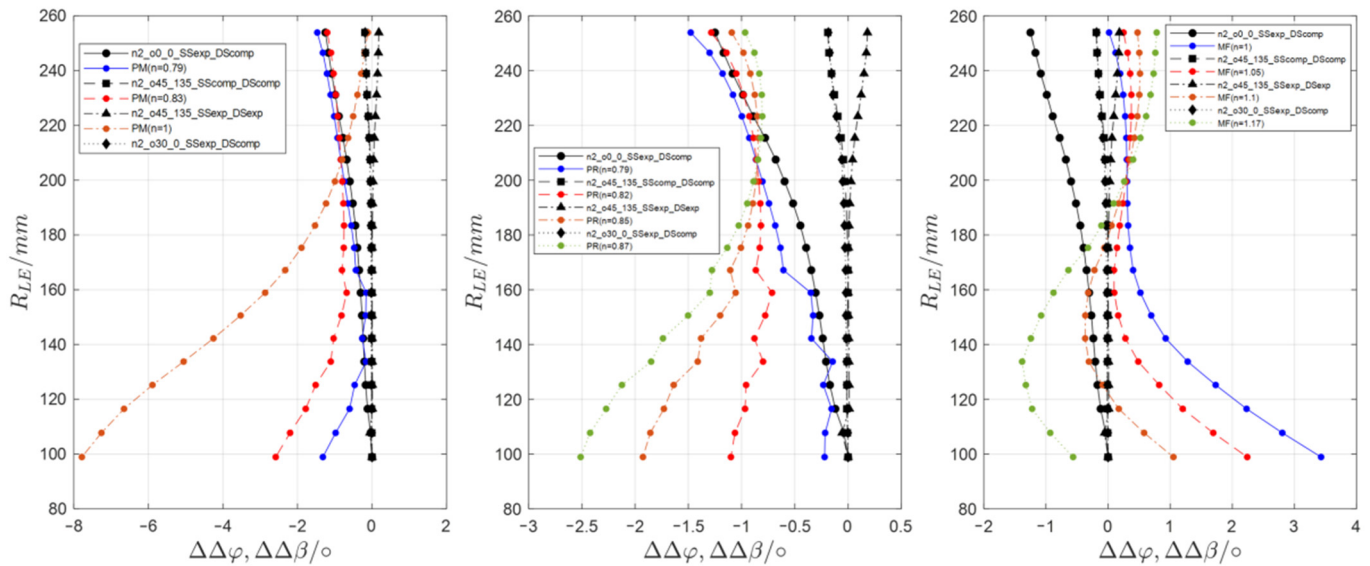 260
240
220
200
180
160
140
120
100
80
R_LE/mm
n2_o0_0_SSexp_DScomp
PM(n=0.79)
n2_o45_135_SScomp_DScomp
PM(n=0.83)
n2_o45_135_SSexp_DSexp
PM(n=1)
n2_o30_0_SSexp_DScomp
−8 −6 −4 −2 0 2
ΔΔφ, ΔΔβ/∘
260
240
220
200
180
160
140
120
100
80
R_LE/mm
n2_o0_0_SSexp_DScomp
PR(n=0.79)
n2_o45_135_SScomp_DScomp
PR(n=0.82)
n2_o45_135_SSexp_DSexp
PR(n=0.85)
n2_o30_0_SSexp_DScomp
PR(n=0.87)
−3 −2.5 −2 −1.5 −1 −0.5 0 0.5
ΔΔφ, ΔΔβ/∘
260
240
220
200
180
160
140
120
100
80
R_LE/mm
n2_o0_0_SSexp_DScomp
MF(n=1)
n2_o45_135_SScomp_DScomp
MF(n=1.05)
n2_o45_135_SSexp_DSexp
MF(n=1.1)
n2_o30_0_SSexp_DScomp
MF(n=1.17)
−2 −1 0 1 2 3 4
ΔΔφ, ΔΔβ/∘